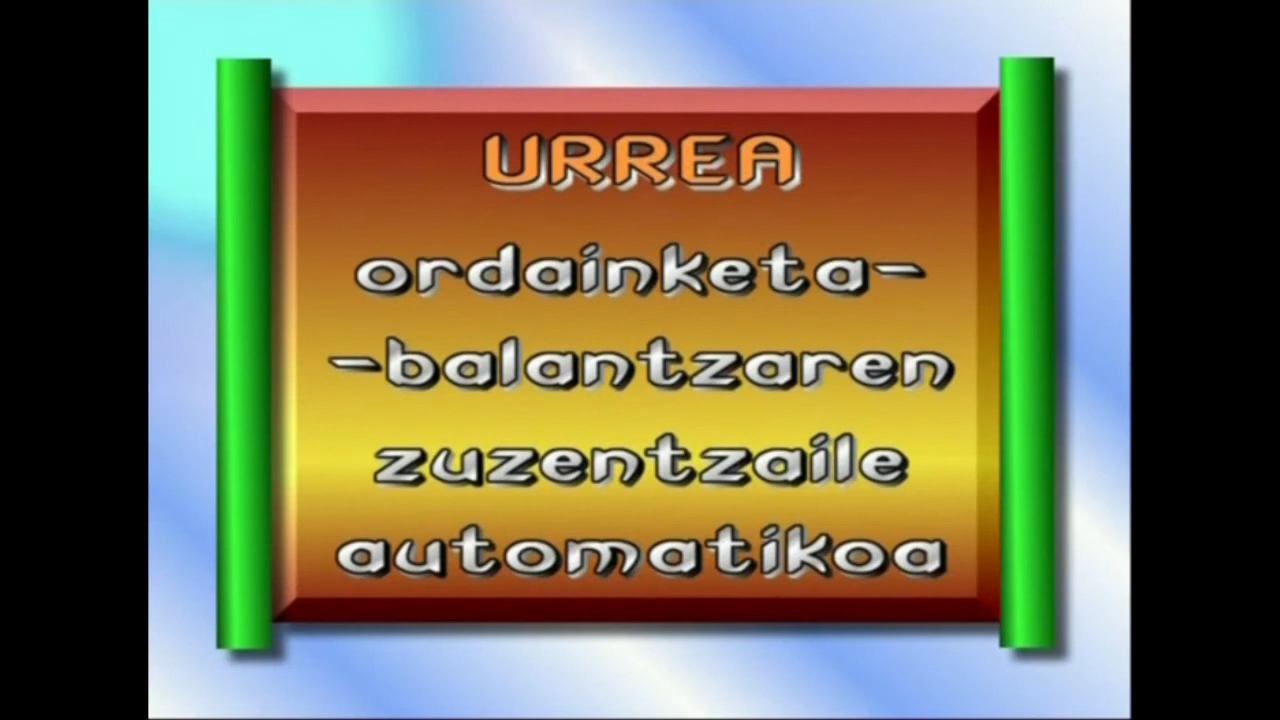 URREA
ordainketa-
-balantzaren
zuzentzaile
automatikoa